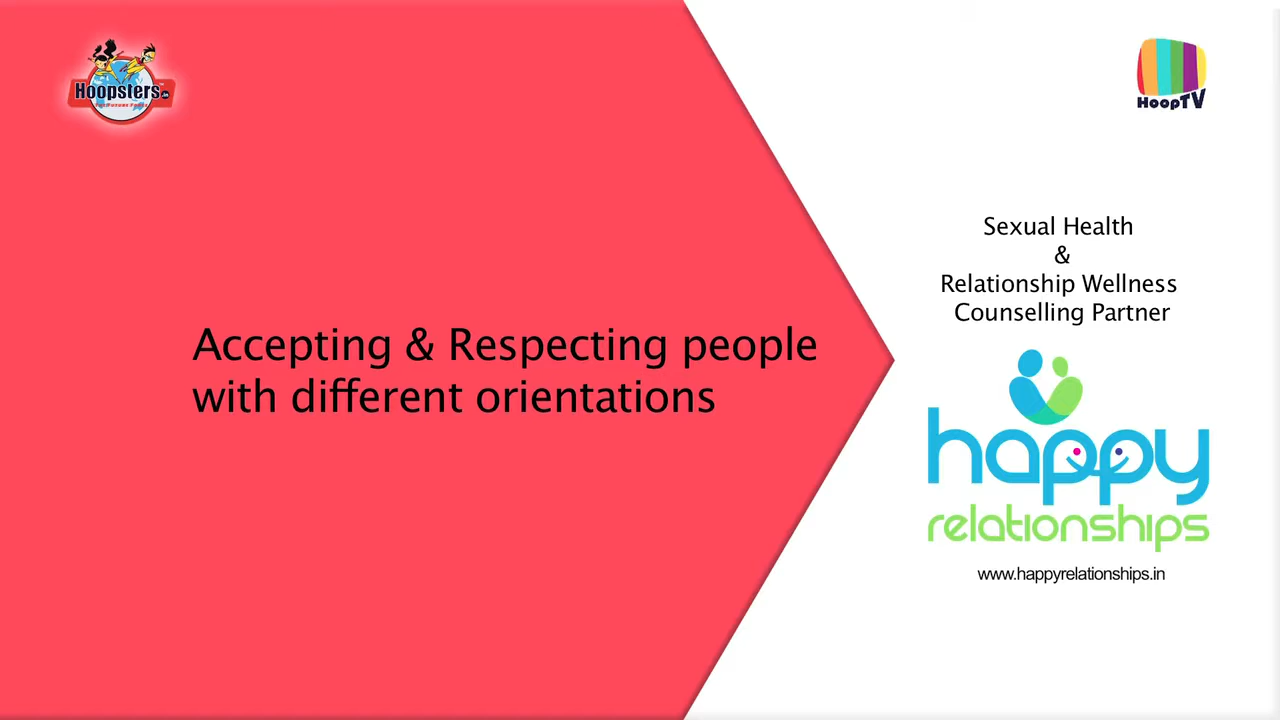 Hoopsters
HoopTV
Sexual Health
&
Relationship Wellness
Counselling Partner
Accepting & Respecting people
with different orientations
happy
relationships
www.happyrelationships.in